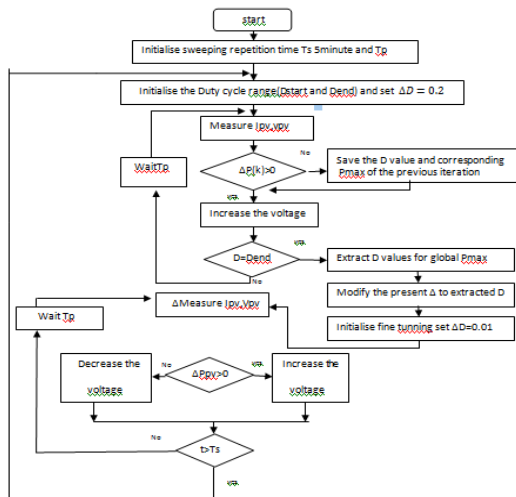 start
Initialise sweeping repetition time Ts 5minute and Tp
Initialise the Duty cycle range(Dstart and Dend) and set ΔD = 0.2
Measure Ipv,vpv
No
WaitTp
ΔP(k)>0
Save the D value and corresponding
Pmax of the previous iteration
Increase the voltage
D=Dend
Extract D values for global Pmax
No
Modify the present Δ to extracted D
ΔMeasure Ipv,Vpv
Wait Tp
Initialise fine tunning set ΔD=0.01
Decrease the
voltage
No
ΔPpv>0
Increase the
voltage
No
t>Ts